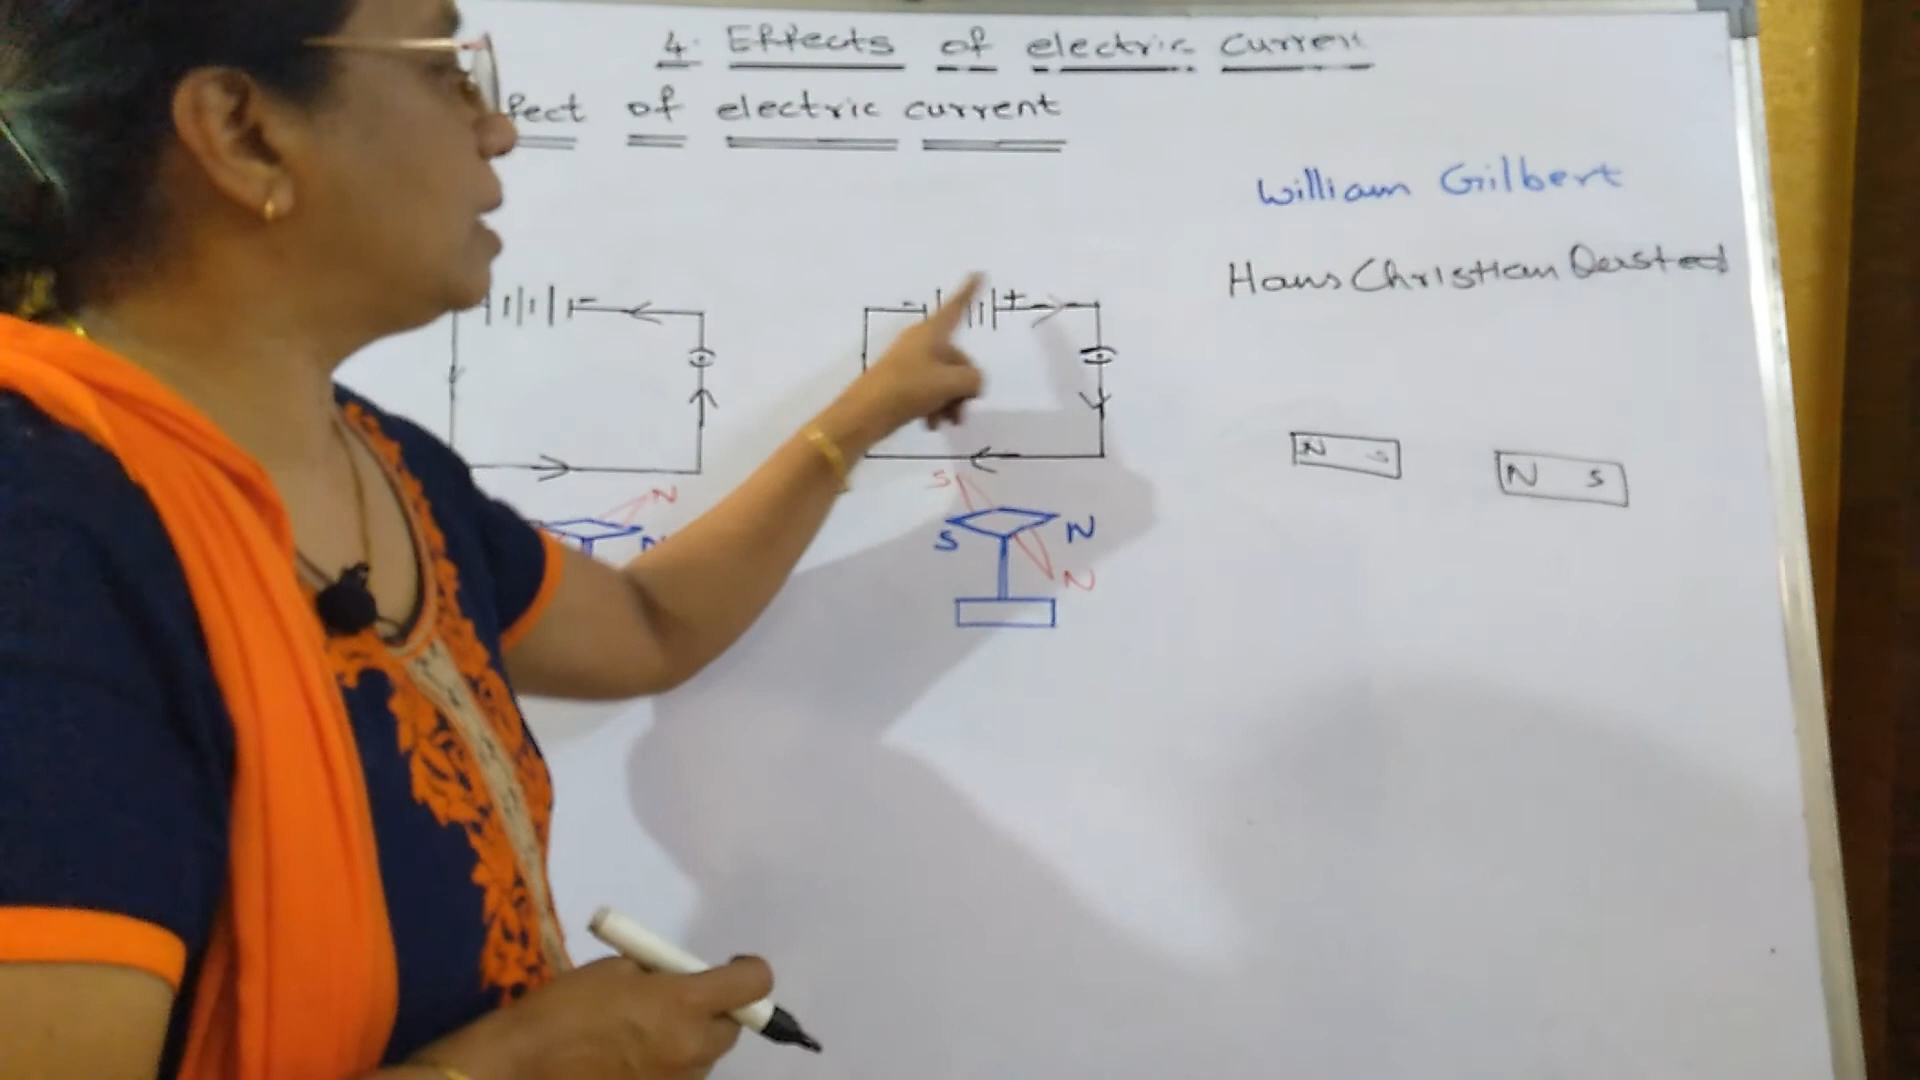 4. Effects of electric current
fect of electric current
William Gilbert
Hans Christian Oersted
-
- +
N S
N S
N
N
S
S N
N